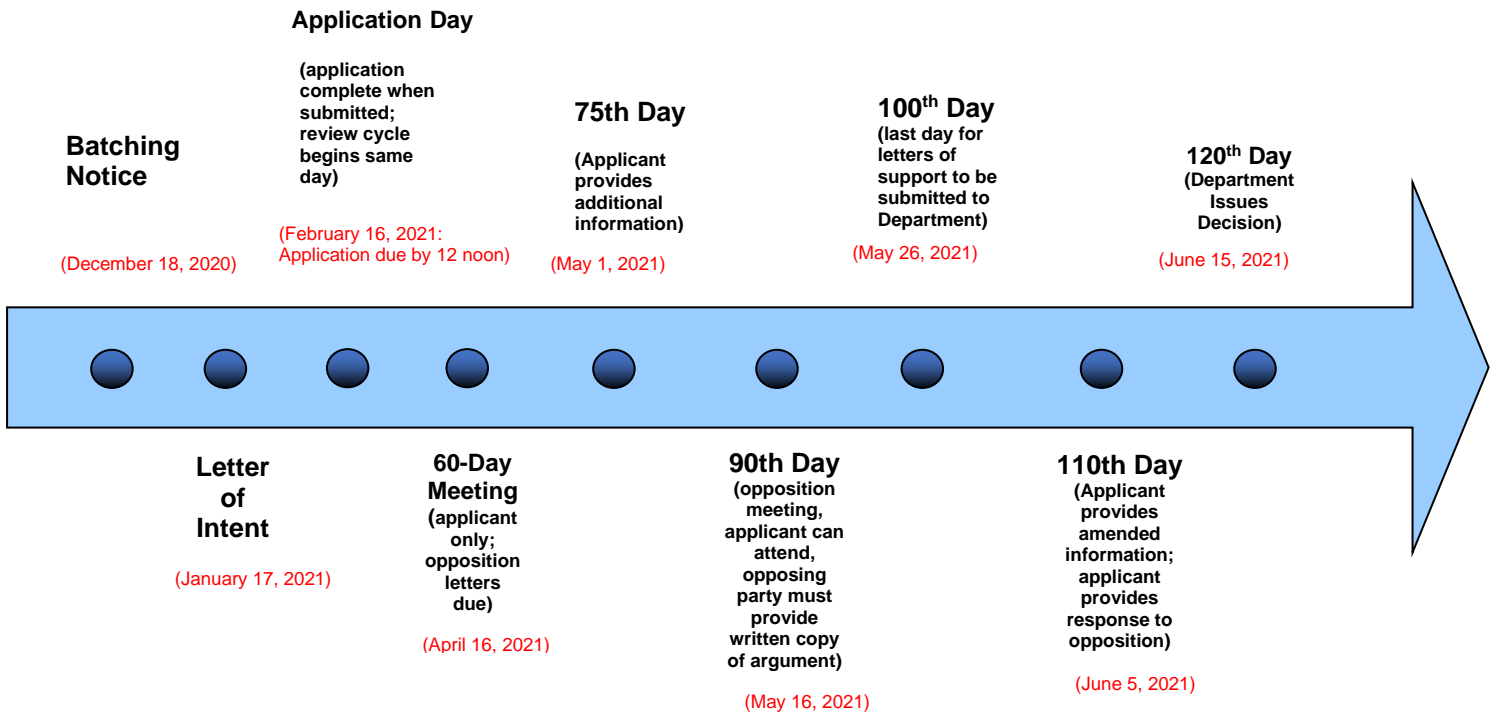 Application Day
(application
complete when
submitted;
review cycle
begins same
day)
(February 16, 2021:
Application due by 12 noon)
Batching
Notice
(December 18, 2020)
75th Day
(Applicant
provides
additional
information)
(May 1, 2021)
100th Day
(last day for
letters of
support to be
submitted to
Department)
(May 26, 2021)
120th Day
(Department
Issues
Decision)
(June 15, 2021)
Letter
of
Intent
(January 17, 2021)
60-Day
Meeting
(applicant
only;
opposition
letters
due)
(April 16, 2021)
90th Day
(opposition
meeting,
applicant can
attend,
opposing
party must
provide
written copy
of argument)
(May 16, 2021)
110th Day
(Applicant
provides
amended
information;
applicant
provides
response to
opposition)
(June 5, 2021)